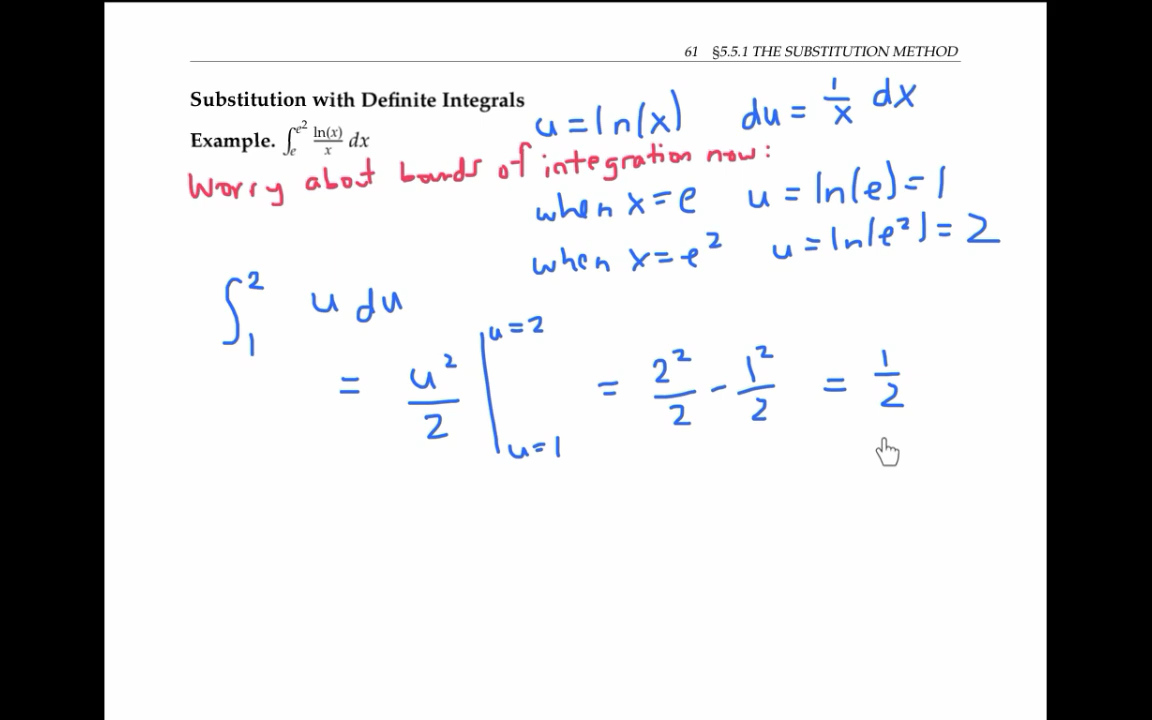 61 §5.5.1 THE SUBSTITUTION METHOD
Substitution with Definite Integrals
Example. ∫_e^{e^2} ln(x)/x dx
u = ln(x) du = 1/x dx
Worry about bounds of integration now:
when x = e u = ln(e) = 1
when x = e^2 u = ln(e^2) = 2
∫_1^2 u du
= u^2/2 |_{u=1}^{u=2} = 2^2/2 - 1^2/2 = 1/2